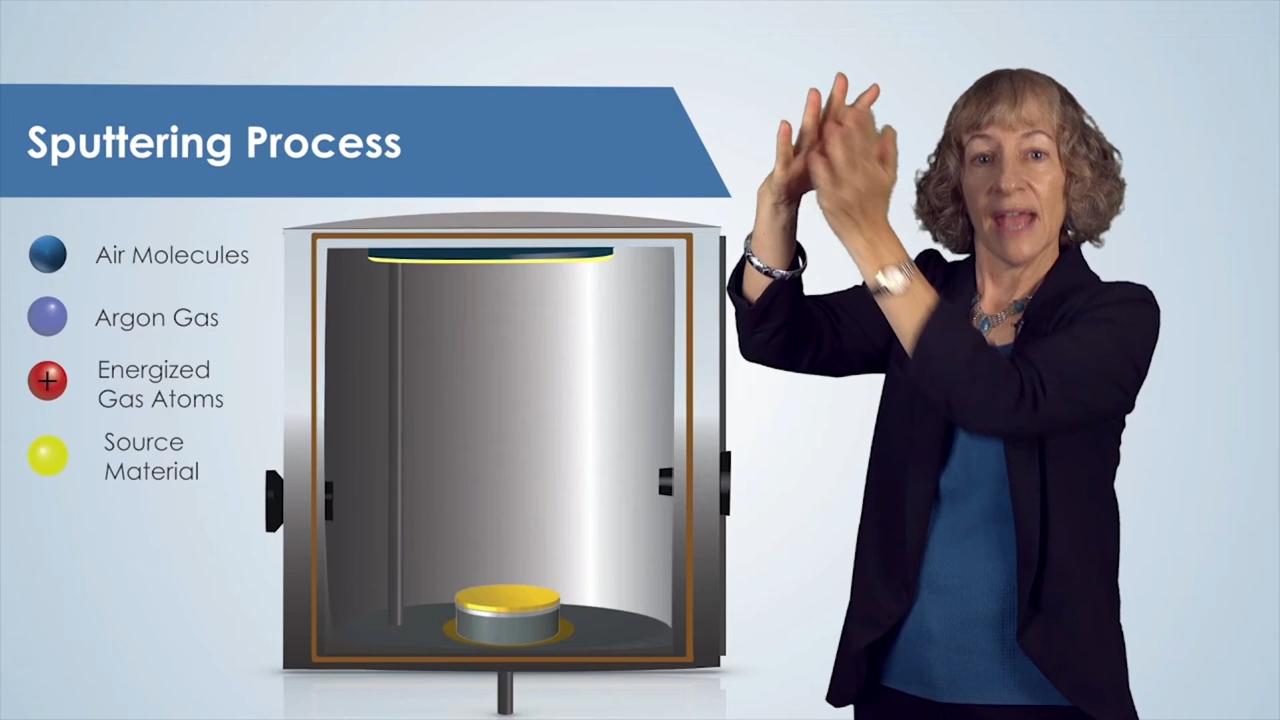 Sputtering Process
Air Molecules
Argon Gas
+
Energized
Gas Atoms
Source
Material